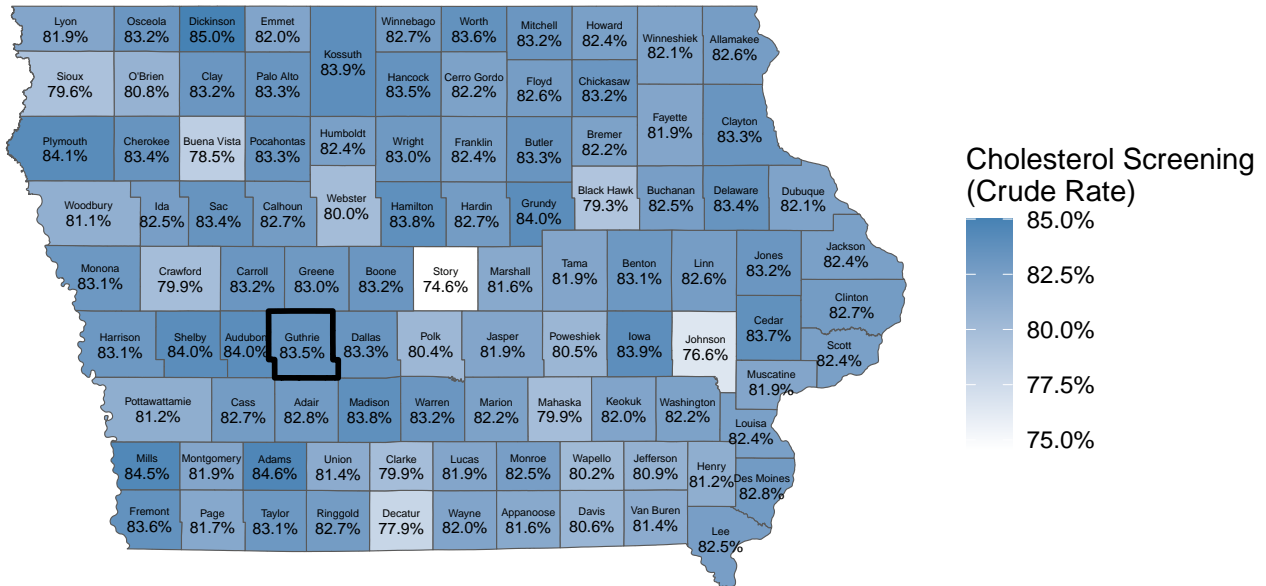 Lyon
81.9%
Osceola
83.2%
Dickinson
85.0%
Emmet
82.0%
Kossuth
83.9%
Winnebago
82.7%
Worth
83.6%
Mitchell
83.2%
Howard
82.4%
Winneshiek
82.1%
Allamakee
82.6%
Sioux
79.6%
O'Brien
80.8%
Clay
83.2%
Palo Alto
83.3%
Hancock
83.5%
Cerro Gordo
82.2%
Floyd
82.6%
Chickasaw
83.2%
Fayette
81.9%
Clayton
83.3%
Plymouth
84.1%
Cherokee
83.4%
Buena Vista
78.5%
Pocahontas
83.3%
Humboldt
82.4%
Wright
83.0%
Franklin
82.4%
Butler
83.3%
Bremer
82.2%
Woodbury
81.1%
Ida
82.5%
Sac
83.4%
Calhoun
82.7%
Webster
80.0%
Hamilton
83.8%
Hardin
82.7%
Grundy
84.0%
Black Hawk
79.3%
Buchanan
82.5%
Delaware
83.4%
Dubuque
82.1%
Monona
83.1%
Crawford
79.9%
Carroll
83.2%
Greene
83.0%
Boone
83.2%
Story
74.6%
Marshall
81.6%
Tama
81.9%
Benton
83.1%
Linn
82.6%
Jones
83.2%
Jackson
82.4%
Clinton
82.7%
Harrison
83.1%
Shelby
84.0%
Audubon
84.0%
Guthrie
83.5%
Dallas
83.3%
Polk
80.4%
Jasper
81.9%
Poweshiek
80.5%
Iowa
83.9%
Johnson
76.6%
Cedar
83.7%
Scott
82.4%
Muscatine
81.9%
Pottawattamie
81.2%
Cass
82.7%
Adair
82.8%
Madison
83.8%
Warren
83.2%
Marion
82.2%
Mahaska
79.9%
Keokuk
82.0%
Washington
82.2%
Louisa
82.4%
Mills
84.5%
Montgomery
81.9%
Adams
84.6%
Union
81.4%
Clarke
79.9%
Lucas
81.9%
Monroe
82.5%
Wapello
80.2%
Jefferson
80.9%
Henry
81.2%
Des Moines
82.8%
Fremont
83.6%
Page
81.7%
Taylor
83.1%
Ringgold
82.7%
Decatur
77.9%
Wayne
82.0%
Appanoose
81.6%
Davis
80.6%
Van Buren
81.4%
Lee
82.5%
Cholesterol Screening
(Crude Rate)
85.0%
82.5%
80.0%
77.5%
75.0%